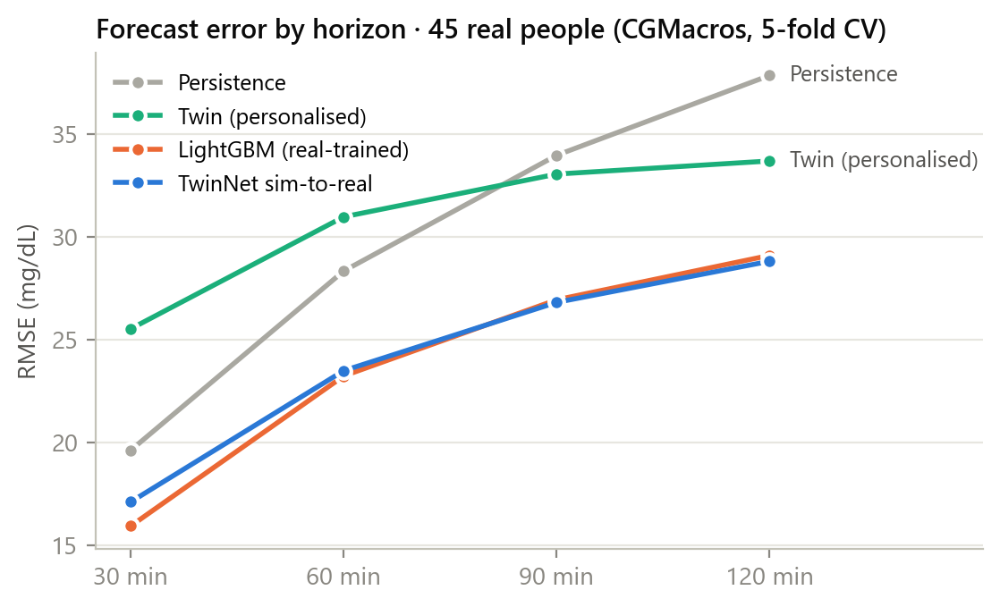 Forecast error by horizon · 45 real people (CGMacros, 5-fold CV)
Persistence
Twin (personalised)
LightGBM (real-trained)
TwinNet sim-to-real
Persistence
Twin (personalised)
RMSE (mg/dL)
35
30
25
20
15
30 min
60 min
90 min
120 min